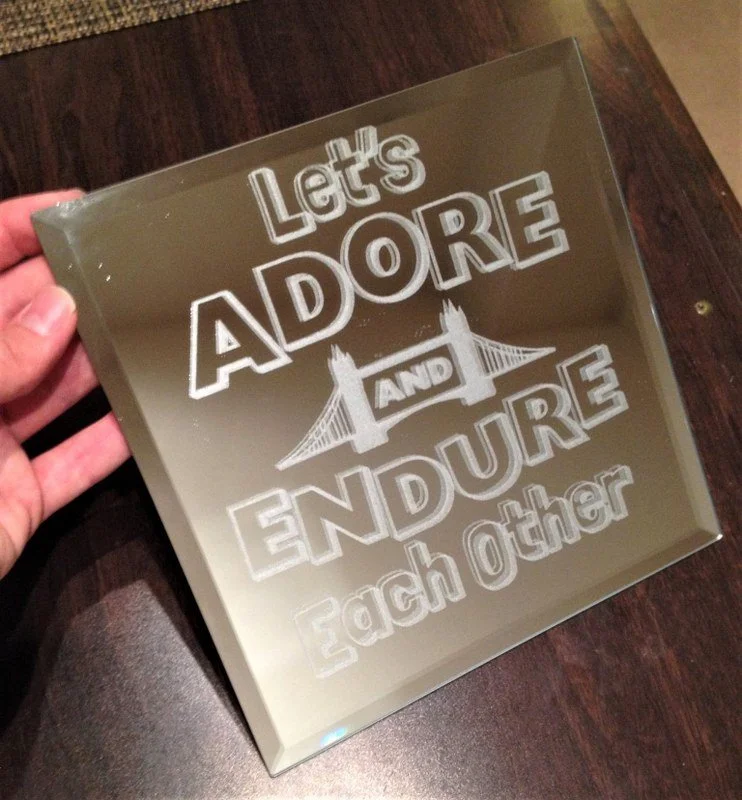 Let's
ADORE
AND
ENDURE
Each Other